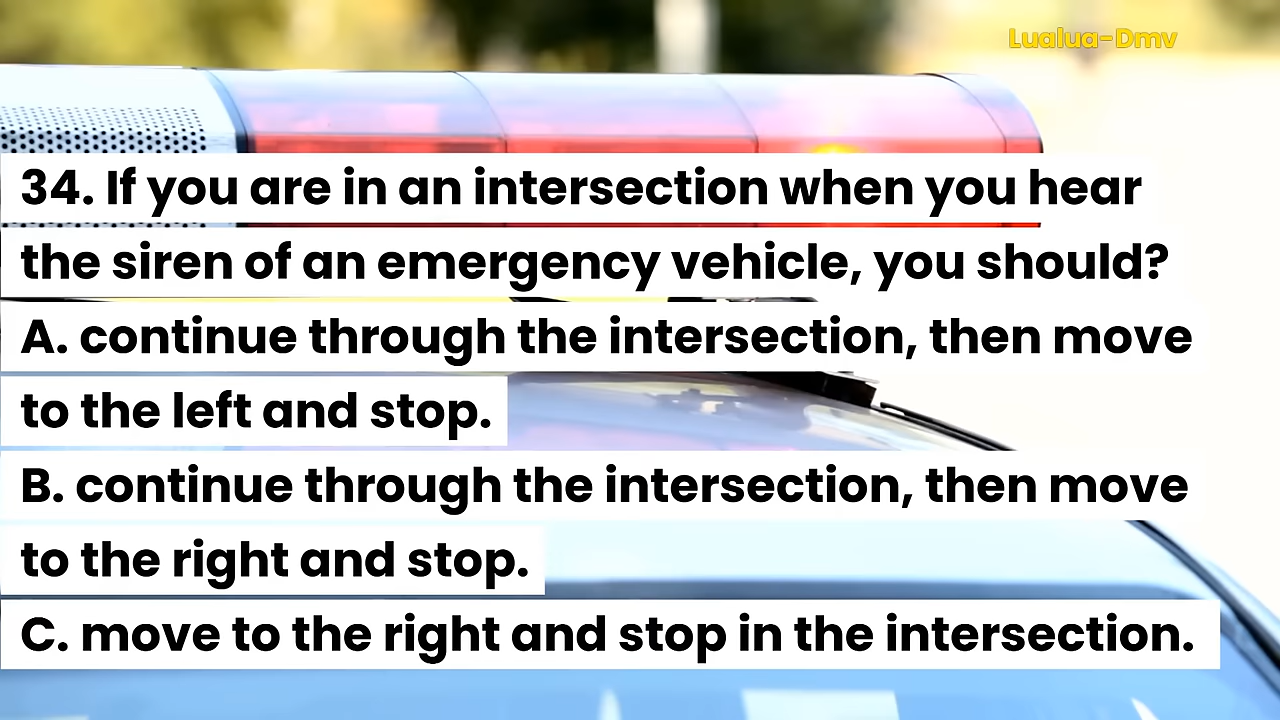 Lualua-Dmv
34. If you are in an intersection when you hear
the siren of an emergency vehicle, you should?
A. continue through the intersection, then move
to the left and stop.
B. continue through the intersection, then move
to the right and stop.
C. move to the right and stop in the intersection.